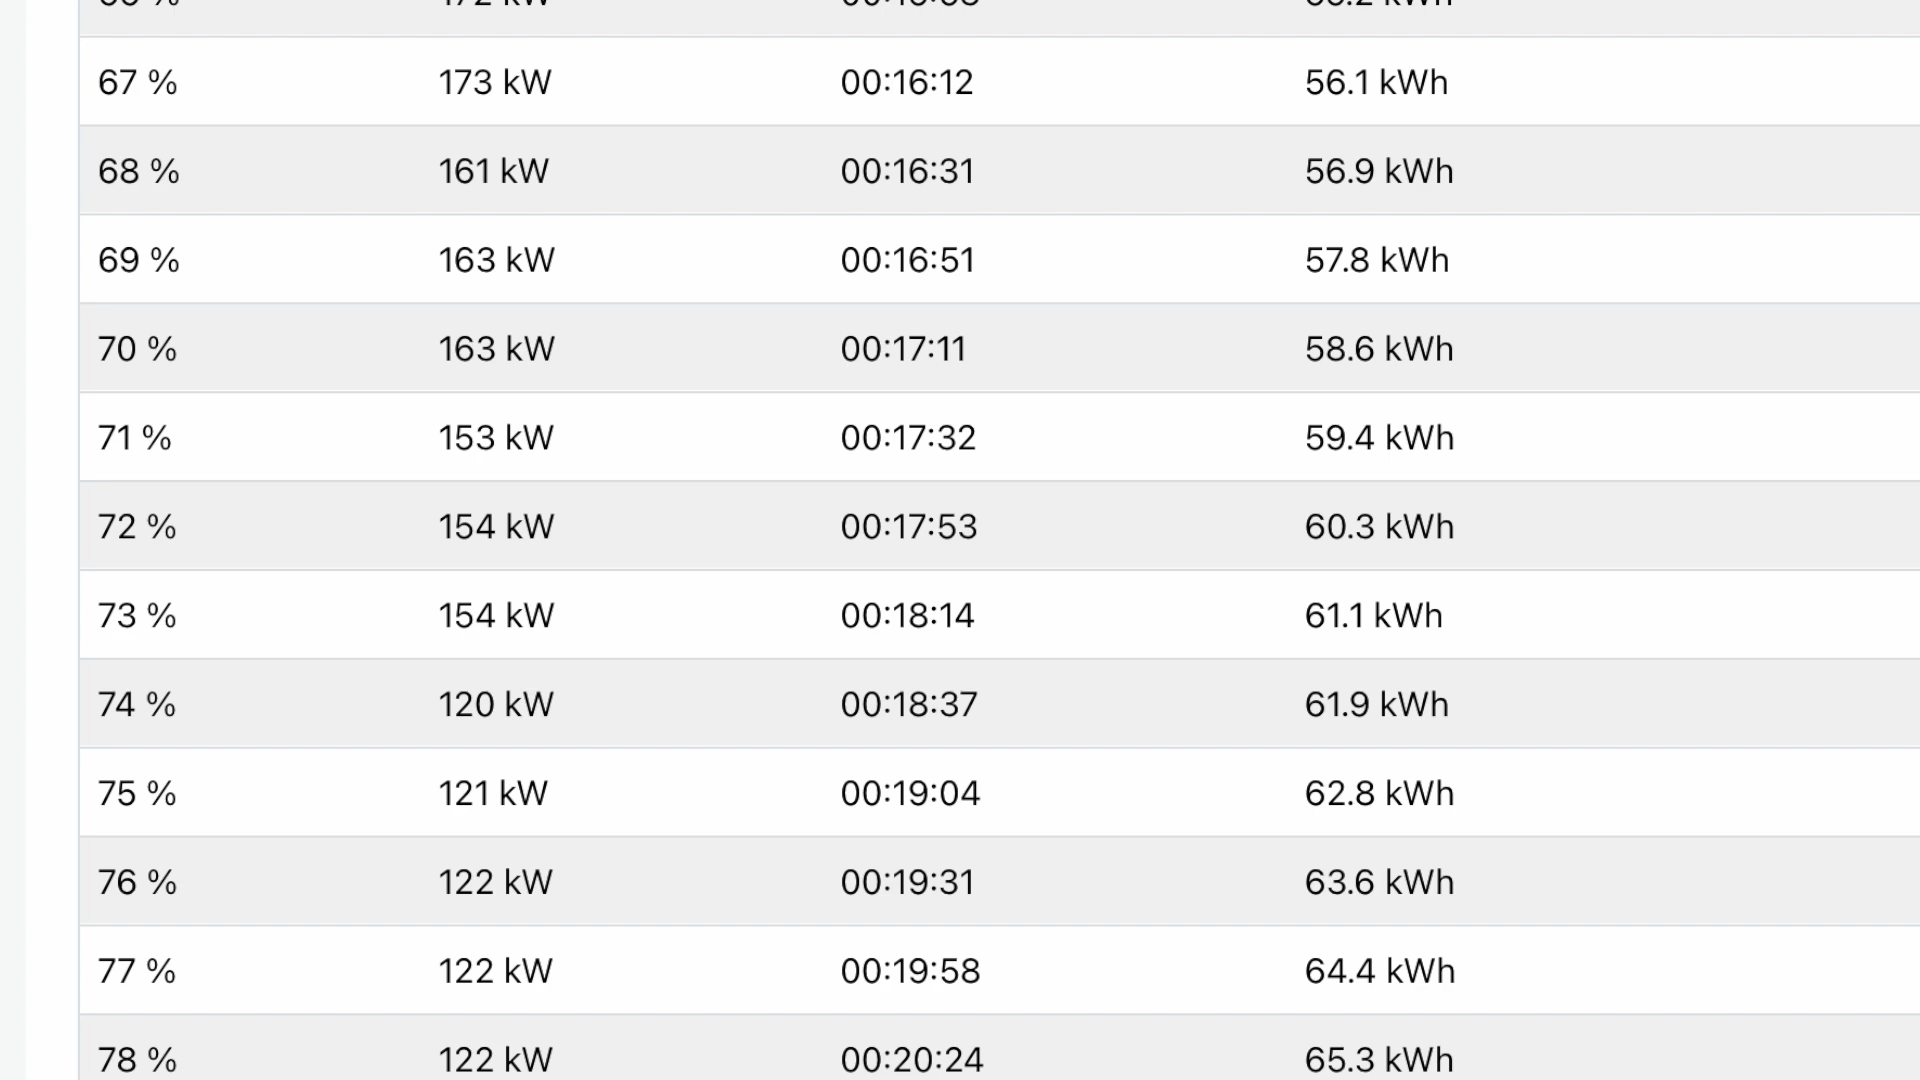 67 % 173 kW 00:16:12 56.1 kWh
68 % 161 kW 00:16:31 56.9 kWh
69 % 163 kW 00:16:51 57.8 kWh
70 % 163 kW 00:17:11 58.6 kWh
71 % 153 kW 00:17:32 59.4 kWh
72 % 154 kW 00:17:53 60.3 kWh
73 % 154 kW 00:18:14 61.1 kWh
74 % 120 kW 00:18:37 61.9 kWh
75 % 121 kW 00:19:04 62.8 kWh
76 % 122 kW 00:19:31 63.6 kWh
77 % 122 kW 00:19:58 64.4 kWh
78 % 122 kW 00:20:24 65.3 kWh